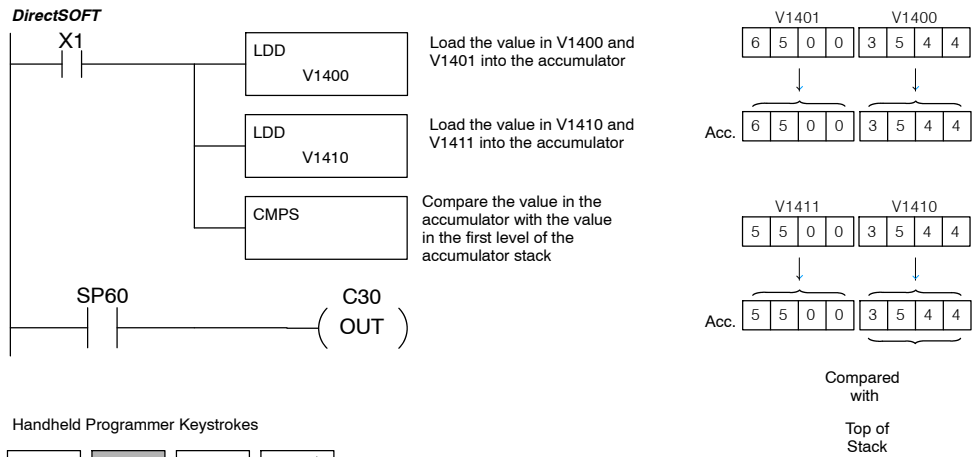 DirectSOFT
X1
LDD
V1400
Load the value in V1400 and
V1401 into the accumulator
LDD
V1410
Load the value in V1410 and
V1411 into the accumulator
CMPS
Compare the value in the
accumulator with the value
in the first level of the
accumulator stack
SP60
C30
OUT
V1401 V1400
6 5 0 0 3 5 4 4
Acc. 6 5 0 0 3 5 4 4
V1411 V1410
5 5 0 0 3 5 4 4
Acc. 5 5 0 0 3 5 4 4
Compared
with
Top of
Stack
Handheld Programmer Keystrokes